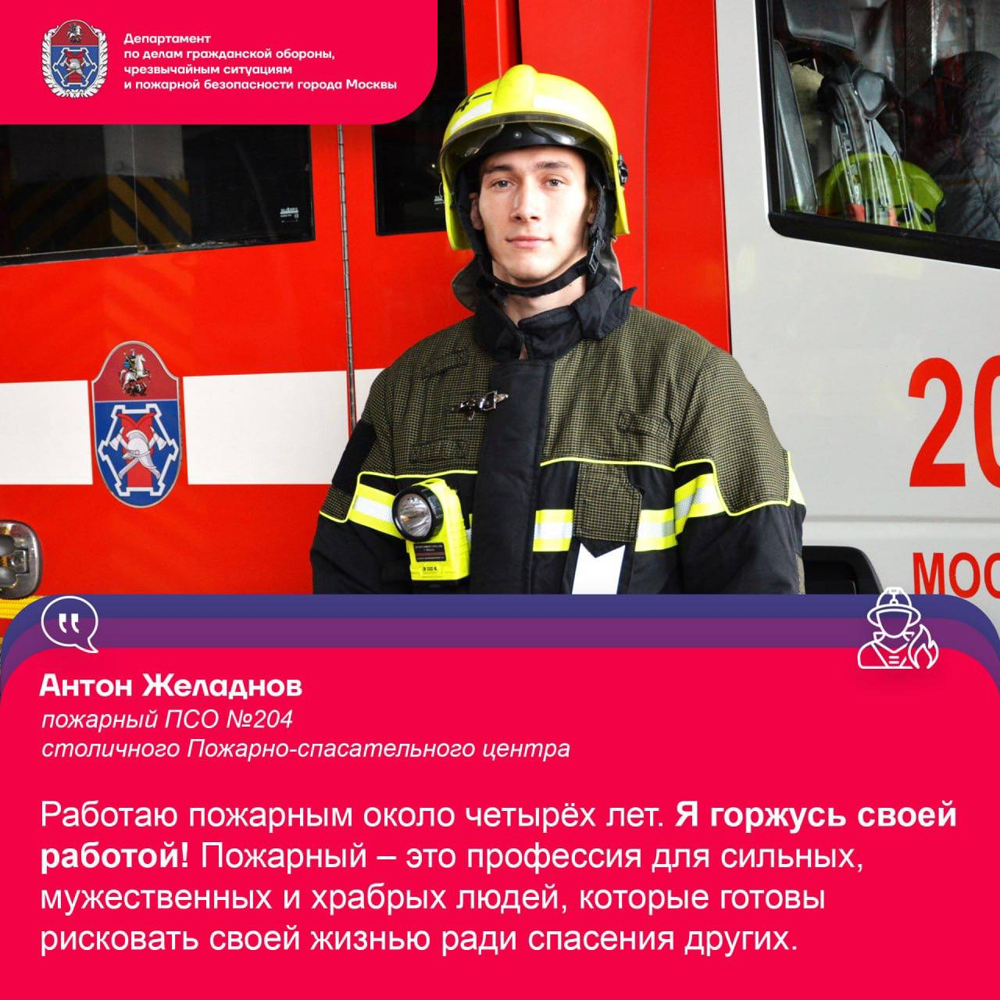 Департамент
по делам гражданской обороны,
чрезвычайным ситуациям
и пожарной безопасности города Москвы
20
МОС
Антон Желаднов
пожарный ПСО №204
столичного Пожарно-спасательного центра
Работаю пожарным около четырёх лет. Я горжусь своей
работой! Пожарный – это профессия для сильных,
мужественных и храбрых людей, которые готовы
рисковать своей жизнью ради спасения других.